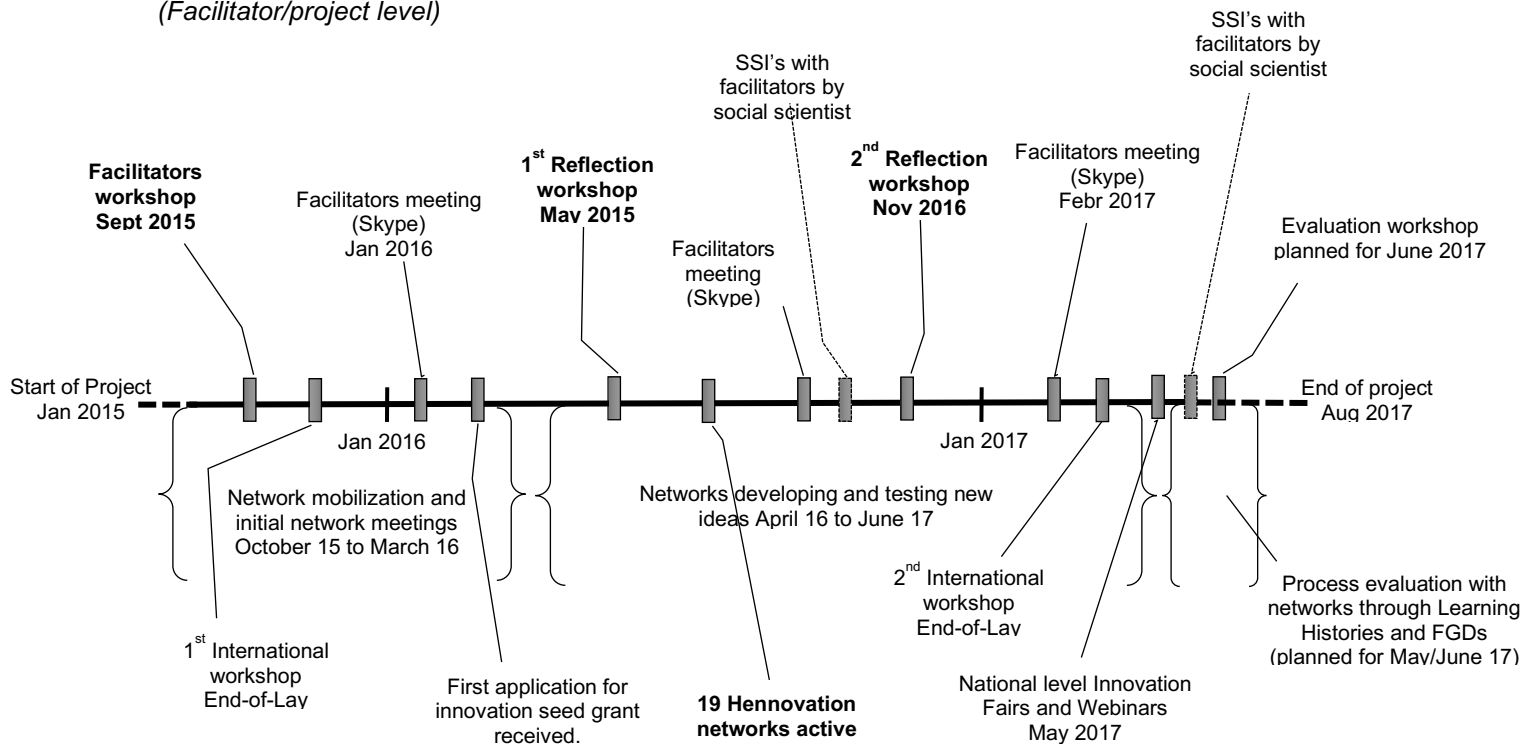 (Facilitator/project level)
SSI's with
facilitators by
social scientist
SSI's with
facilitators by
social scientist
Facilitators
workshop
Sept 2015
Facilitators meeting
(Skype)
Jan 2016
1st Reflection
workshop
May 2015
Facilitators
meeting
(Skype)
2nd Reflection
workshop
Nov 2016
Facilitators meeting
(Skype)
Febr 2017
Evaluation workshop
planned for June 2017
Start of Project
Jan 2015
Jan 2016
Jan 2017
End of project
Aug 2017
Network mobilization and
initial network meetings
October 15 to March 16
Networks developing and testing new
ideas April 16 to June 17
1st International
workshop
End-of-Lay
First application for
innovation seed grant
received.
19 Hennovation
networks active
2nd International
workshop
End-of-Lay
National level Innovation
Fairs and Webinars
May 2017
Process evaluation with
networks through Learning
Histories and FGDs
(planned for May/June 17)